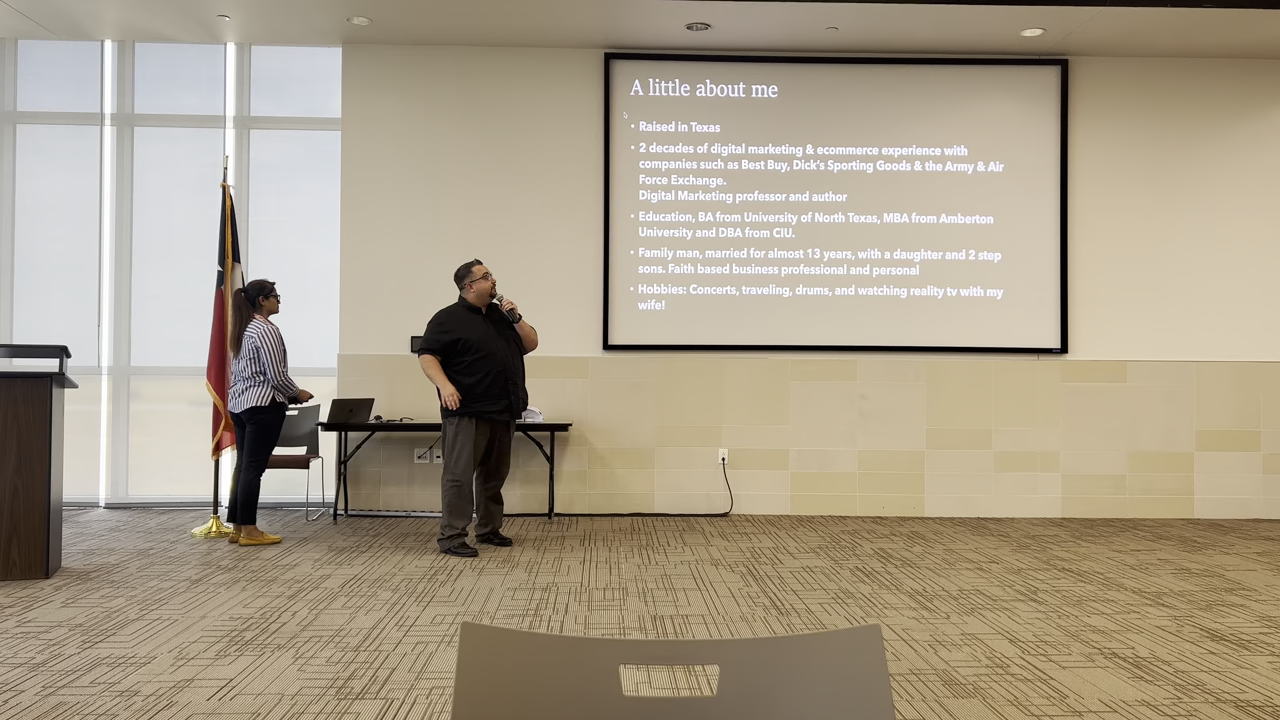 A little about me
• Raised in Texas
• 2 decades of digital marketing & ecommerce experience with
companies such as Best Buy, Dick's Sporting Goods & the Army & Air
Force Exchange.
Digital Marketing professor and author
• Education, BA from University of North Texas, MBA from Amberton
University and DBA from CIU.
• Family man, married for almost 13 years, with a daughter and 2 step
sons. Faith based business professional and personal
• Hobbies: Concerts, traveling, drums, and watching reality tv with my
wife!